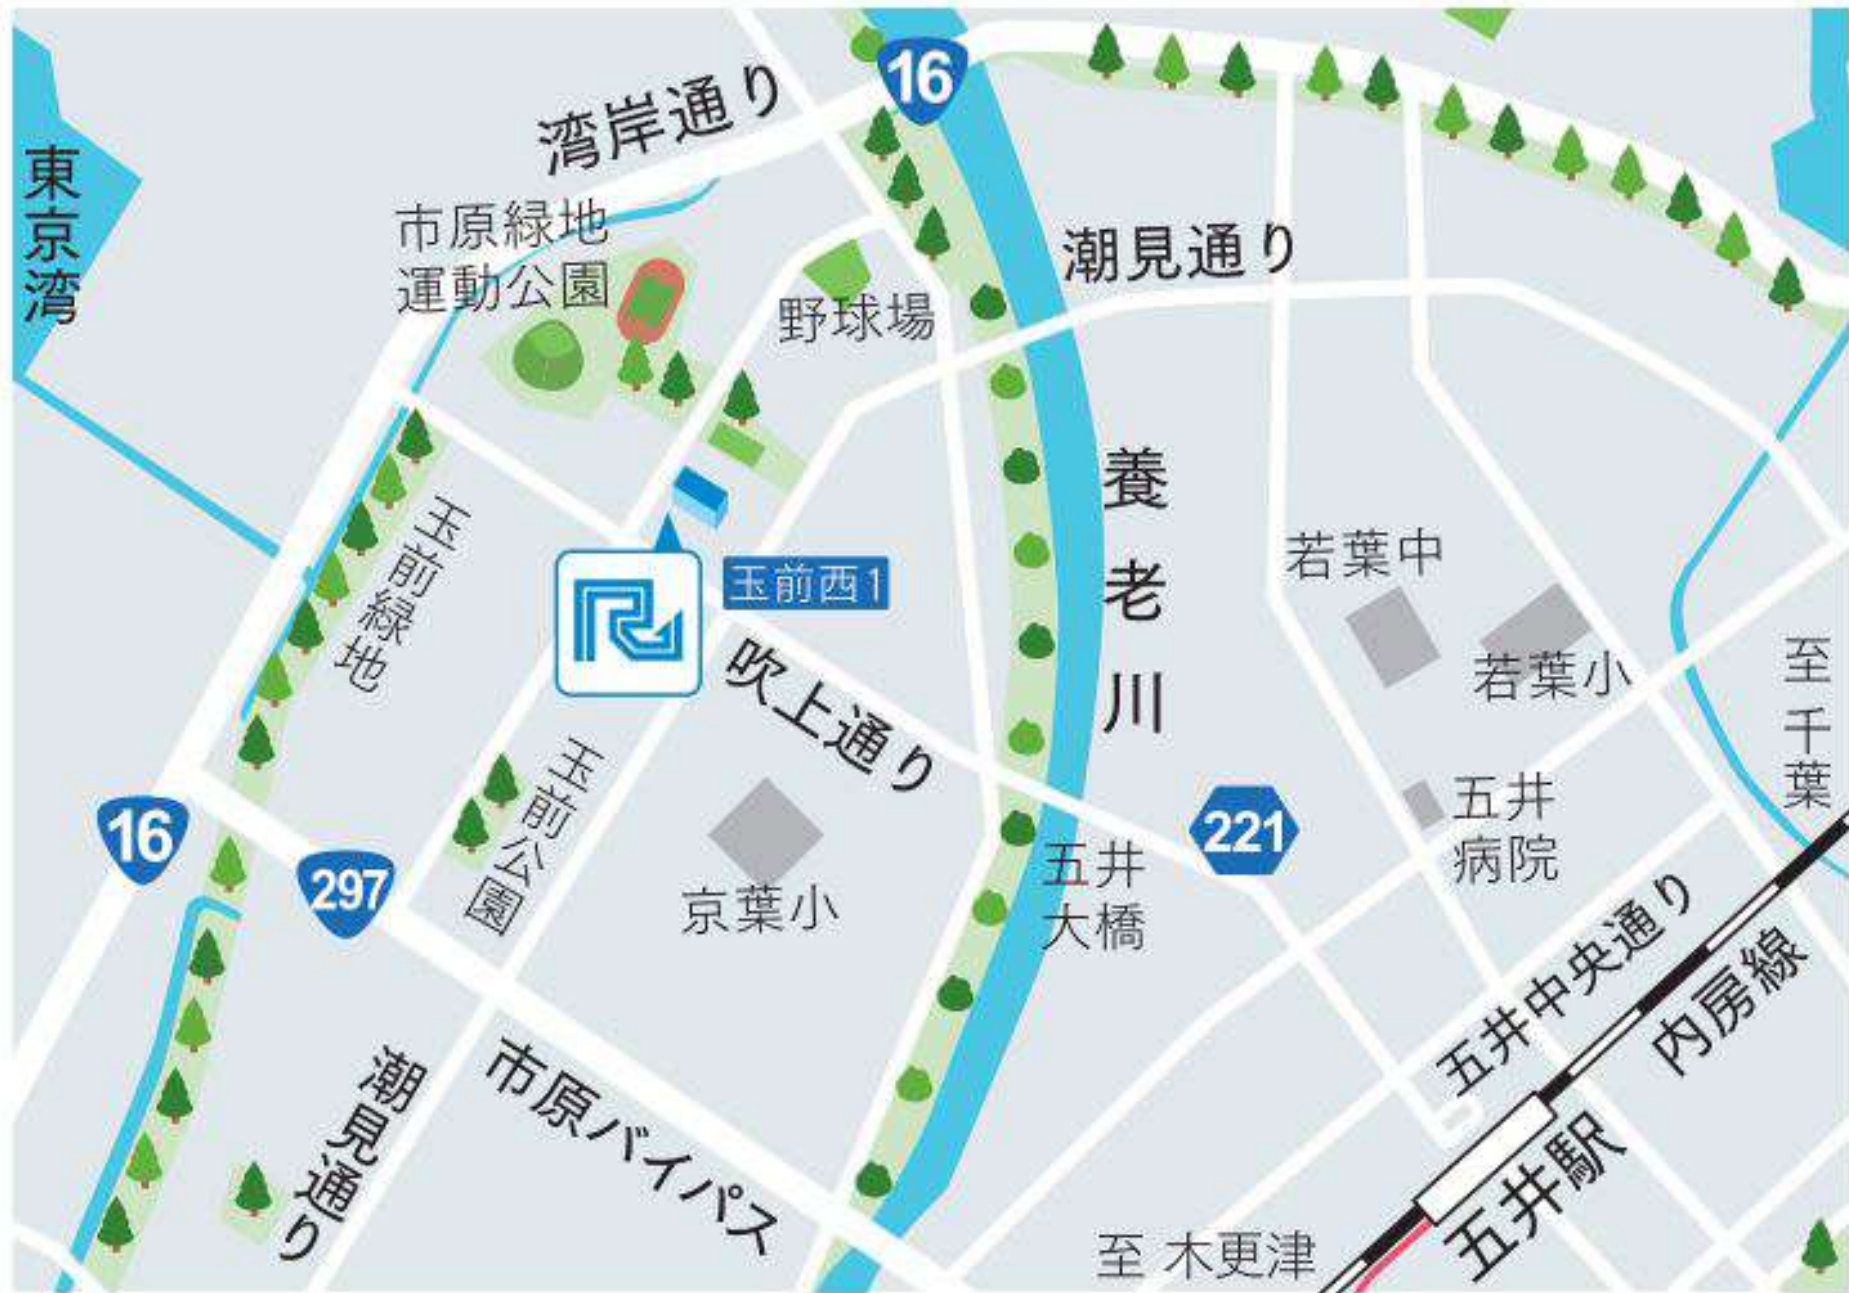 16
湾岸通り
東京湾
市原緑地
運動公園
野球場
潮見通り
養老川
玉前緑地
玉前西1
吹上通り
若葉中
若葉小
至千葉
16
297
玉前公園
京葉小
221
五井
大橋
五井
病院
五井中央通り
内房線
潮見通り
市原バイパス
五井駅
至 木更津